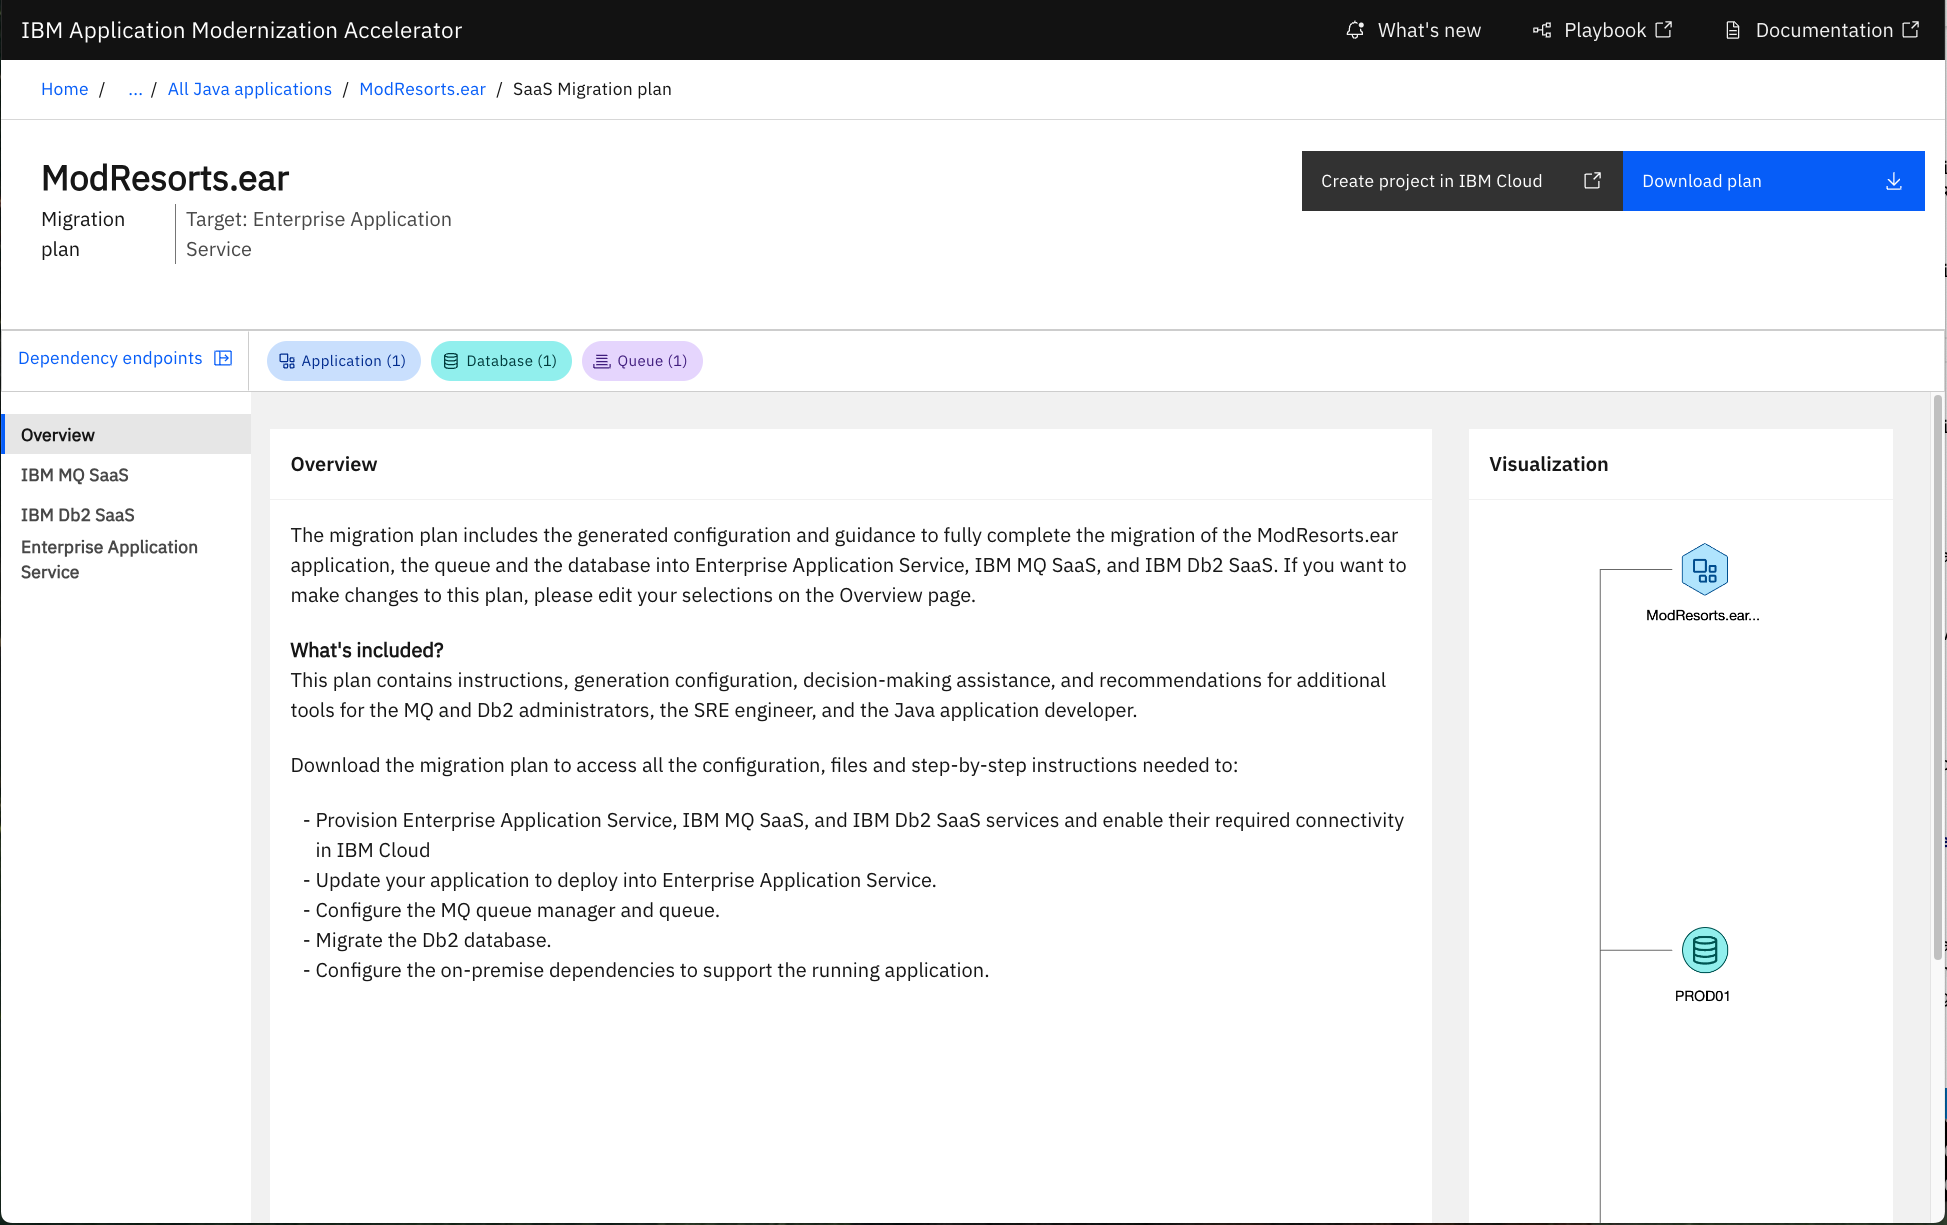 IBM Application Modernization Accelerator
What's new
Playbook
Documentation
Home / ... / All Java applications / ModResorts.ear / SaaS Migration plan
ModResorts.ear
Migration
plan
Target: Enterprise Application
Service
Create project in IBM Cloud
Download plan
Dependency endpoints
Application (1)
Database (1)
Queue (1)
Overview
IBM MQ SaaS
IBM Db2 SaaS
Enterprise Application
Service
Overview
The migration plan includes the generated configuration and guidance to fully complete the migration of the ModResorts.ear
application, the queue and the database into Enterprise Application Service, IBM MQ SaaS, and IBM Db2 SaaS. If you want to
make changes to this plan, please edit your selections on the Overview page.
What's included?
This plan contains instructions, generation configuration, decision-making assistance, and recommendations for additional
tools for the MQ and Db2 administrators, the SRE engineer, and the Java application developer.
Download the migration plan to access all the configuration, files and step-by-step instructions needed to:
- Provision Enterprise Application Service, IBM MQ SaaS, and IBM Db2 SaaS services and enable their required connectivity
in IBM Cloud
- Update your application to deploy into Enterprise Application Service.
- Configure the MQ queue manager and queue.
- Migrate the Db2 database.
- Configure the on-premise dependencies to support the running application.
Visualization
ModResorts.ear...
PROD01